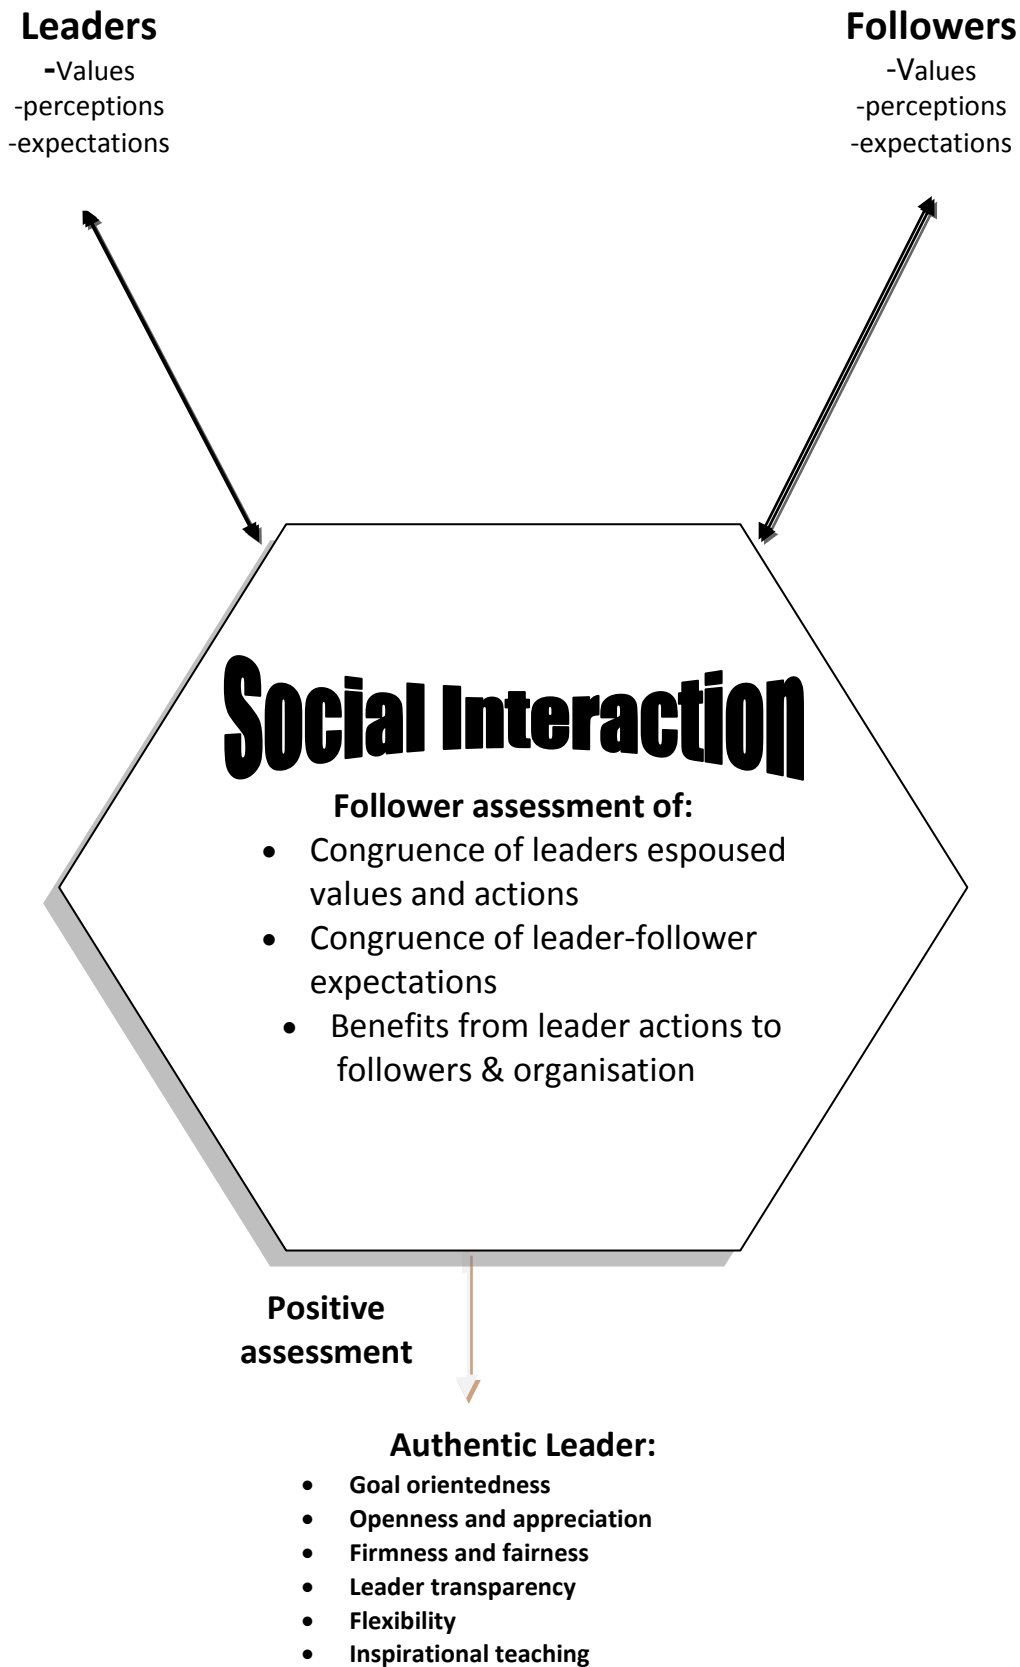 Leaders
-Values
-perceptions
-expectations
Followers
-Values
-perceptions
-expectations
Social Interaction
Follower assessment of:
• Congruence of leaders espoused
values and actions
• Congruence of leader-follower
expectations
• Benefits from leader actions to
followers & organisation
Positive
assessment
Authentic Leader:
• Goal orientedness
• Openness and appreciation
• Firmness and fairness
• Leader transparency
• Flexibility
• Inspirational teaching